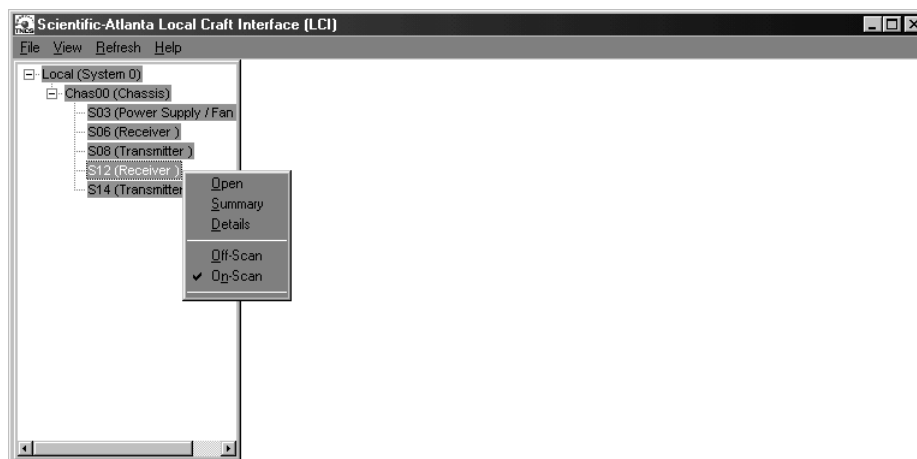 Scientific-Atlanta Local Craft Interface (LCI)
File View Refresh Help
Local (System 0)
Chas00 (Chassis)
S03 (Power Supply / Fan
S06 (Receiver )
S08 (Transmitter )
S12 (Receiver )
S14 (Transmitter
Open
Summary
Details
Off-Scan
On-Scan